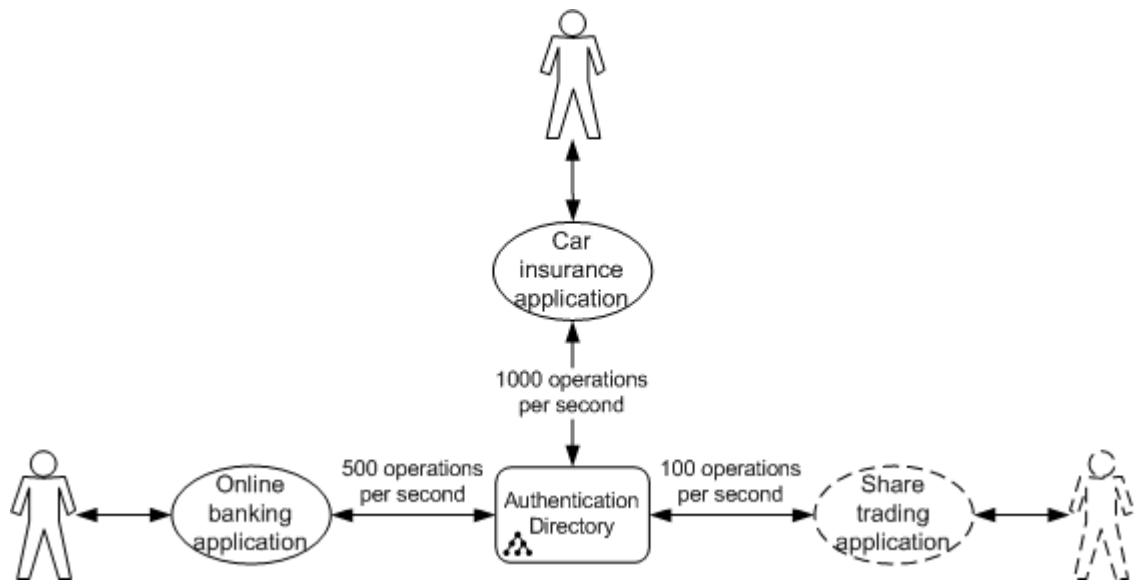 Car
insurance
application
1000 operations
per second
Online
banking
application
500 operations
per second
Authentication
Directory
100 operations
per second
Share
trading
application